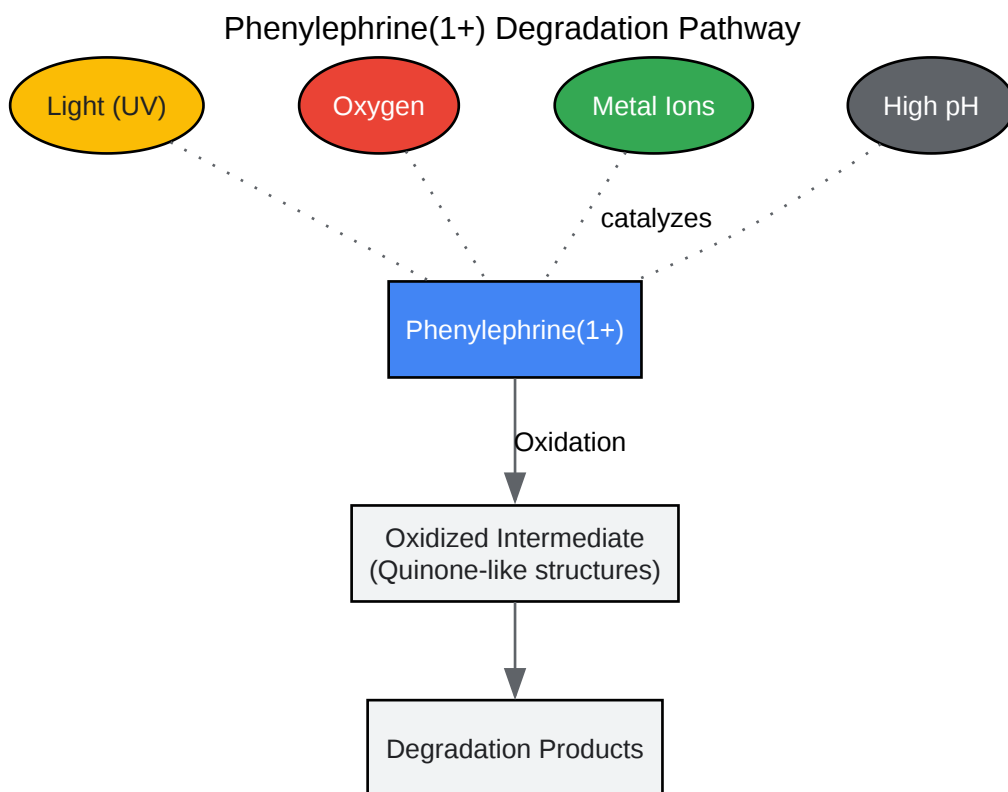 Phenylephrine(1+) Degradation Pathway
Light (UV)
Oxygen
Metal Ions
High pH
catalyzes
Phenylephrine(1+)
Oxidation
Oxidized Intermediate
(Quinone-like structures)
Degradation Products